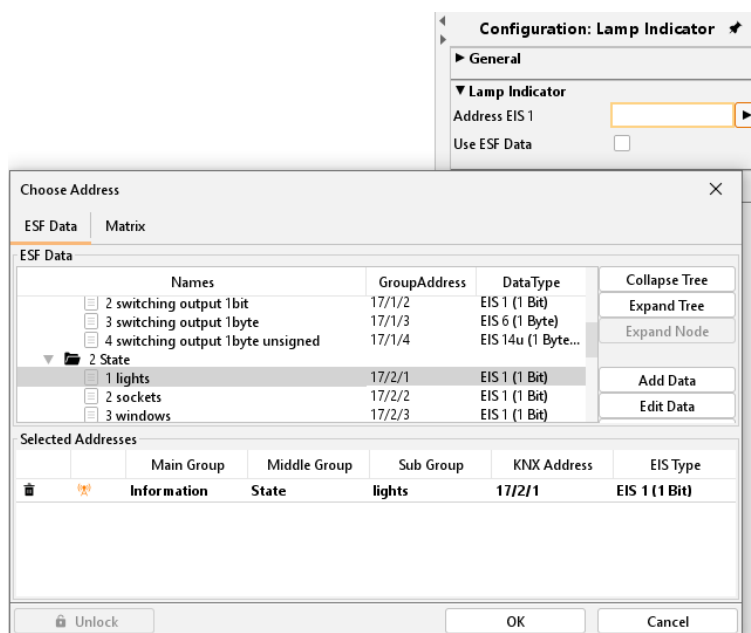 Configuration: Lamp Indicator
General
Lamp Indicator
Address EIS 1
Use ESF Data
Choose Address
ESF Data Matrix
ESF Data
Names GroupAddress DataType
2 switching output 1bit 17/1/2 EIS 1 (1 Bit)
3 switching output 1byte 17/1/3 EIS 6 (1 Byte)
4 switching output 1byte unsigned 17/1/4 EIS 14u (1 Byte...
2 State
1 lights 17/2/1 EIS 1 (1 Bit)
2 sockets 17/2/2 EIS 1 (1 Bit)
3 windows 17/2/3 EIS 1 (1 Bit)
Collapse Tree
Expand Tree
Expand Node
Add Data
Edit Data
Selected Addresses
Main Group Middle Group Sub Group KNX Address EIS Type
Information State lights 17/2/1 EIS 1 (1 Bit)
Unlock OK Cancel